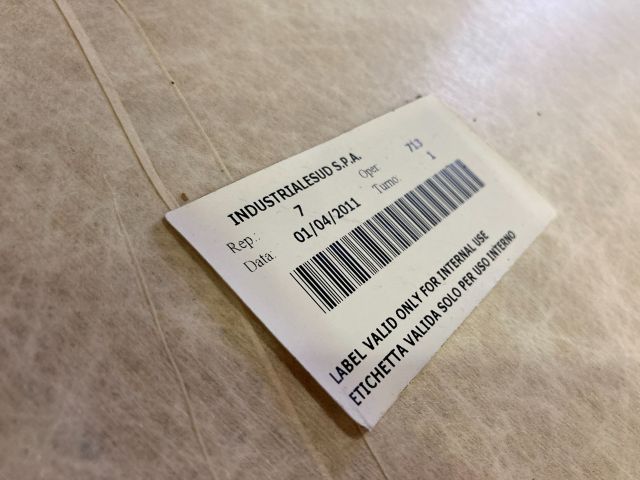 INDUSTRIALESUD S.P.A.
Rep.: 7 Oper. 713
Data: 01/04/2011 Turno: 1
LABEL VALID ONLY FOR INTERNAL USE
ETICHETTA VALIDA SOLO PER USO INTERNO